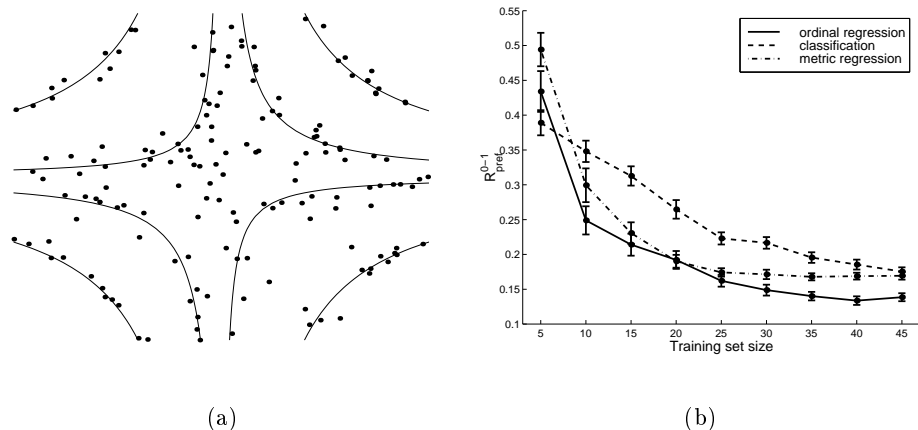 0.55
0.5
0.45
0.4
0.35
0.3
0.25
0.2
0.15
0.1
R 0−1 pref
5 10 15 20 25 30 35 40 45
Training set size
ordinal regression
classification
metric regression
(a)
(b)